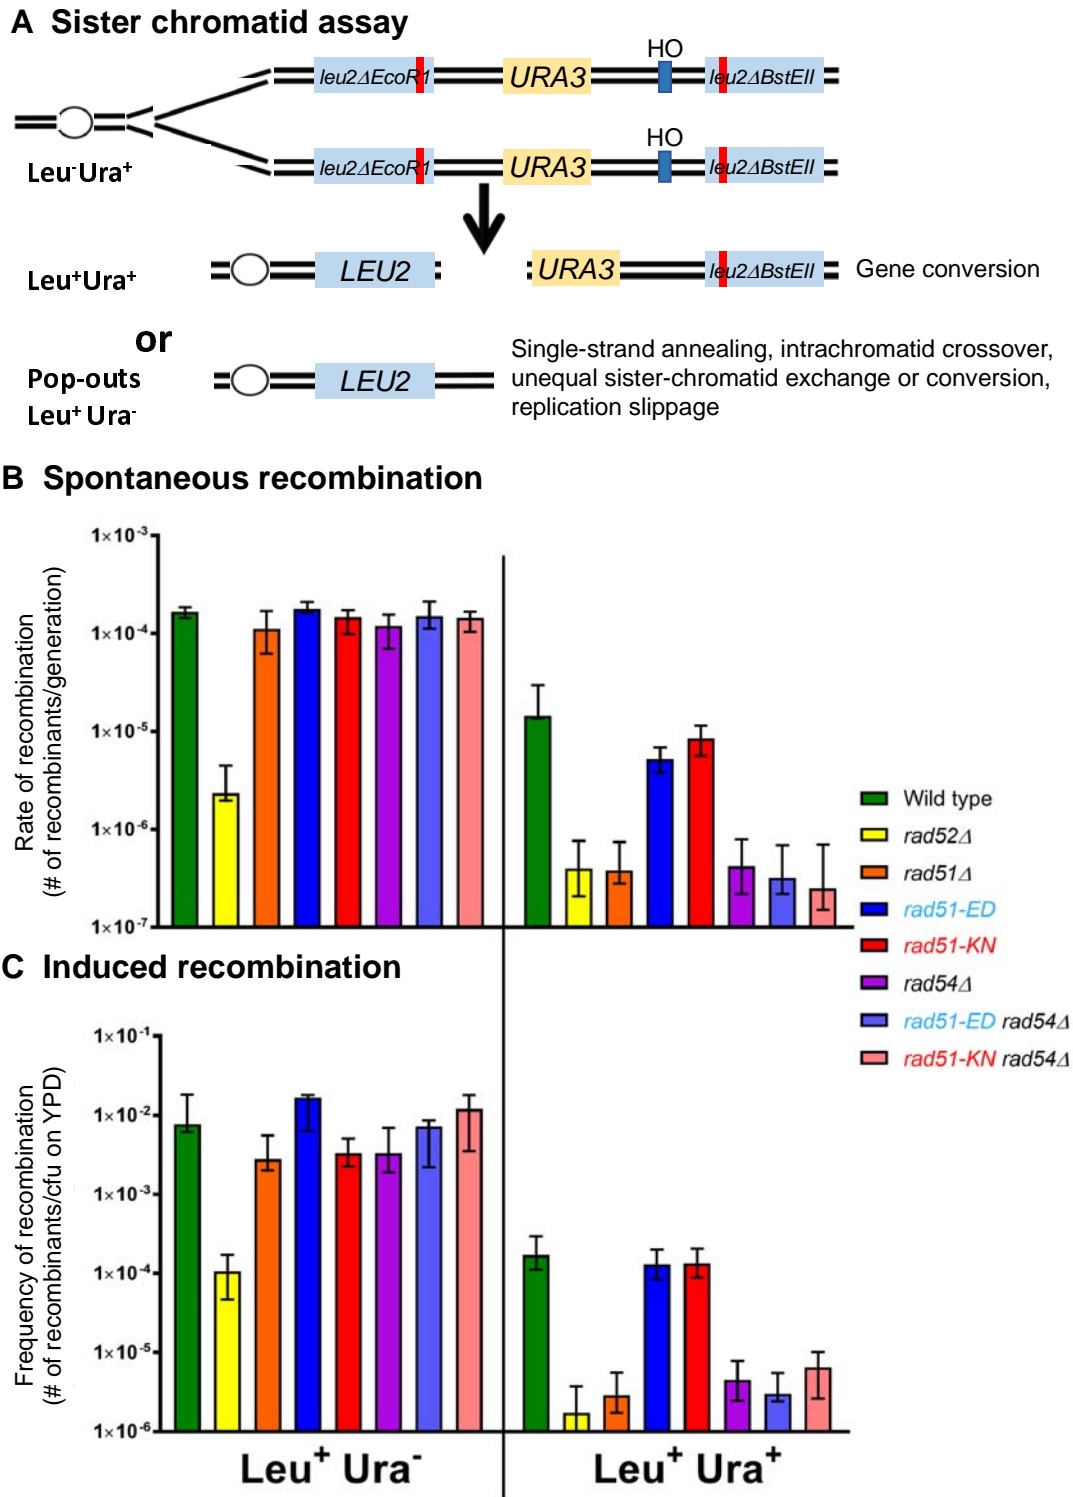 A Sister chromatid assay
HO
leu2ΔEcoR1 URA3 leu2ΔBstEII
HO
Leu⁻Ura⁺ leu2ΔEcoR1 URA3 leu2ΔBstEII
Leu⁺Ura⁺ LEU2 URA3 leu2ΔBstEII Gene conversion
or
Pop-outs
Leu⁺ Ura⁻
LEU2
Single-strand annealing, intrachromatid crossover,
unequal sister-chromatid exchange or conversion,
replication slippage
B Spontaneous recombination
Rate of recombination
(# of recombinants/generation)
1×10⁻³
1×10⁻⁴
1×10⁻⁵
1×10⁻⁶
1×10⁻⁷
Wild type
rad52Δ
rad51Δ
rad51-ED
rad51-KN
rad54Δ
rad51-ED rad54Δ
rad51-KN rad54Δ
C Induced recombination
Frequency of recombination
(# of recombinants/cfu on YPD)
1×10⁻¹
1×10⁻²
1×10⁻³
1×10⁻⁴
1×10⁻⁵
1×10⁻⁶
Leu⁺ Ura⁻ Leu⁺ Ura⁺